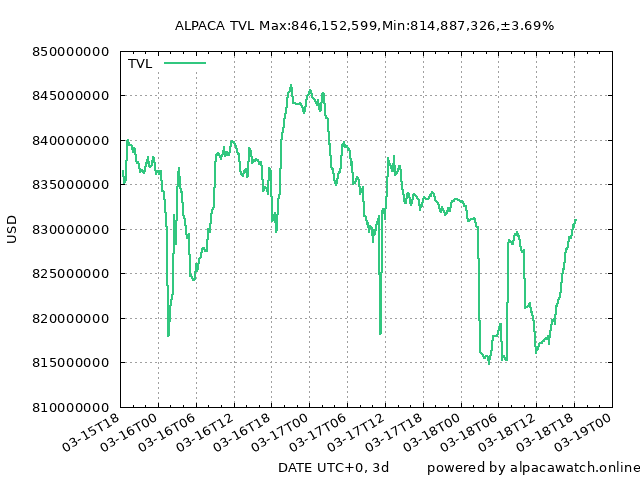 ALPACA TVL Max:846,152,599,Min:814,887,326,±3.69%
850000000
TVL
845000000
840000000
835000000
830000000
825000000
820000000
815000000
810000000
USD
03-15T18
03-16T00
03-16T06
03-16T12
03-16T18
03-17T00
03-17T06
03-17T12
03-17T18
03-18T00
03-18T06
03-18T12
03-18T18
03-19T00
DATE UTC+0, 3d
powered by alpacawatch.online